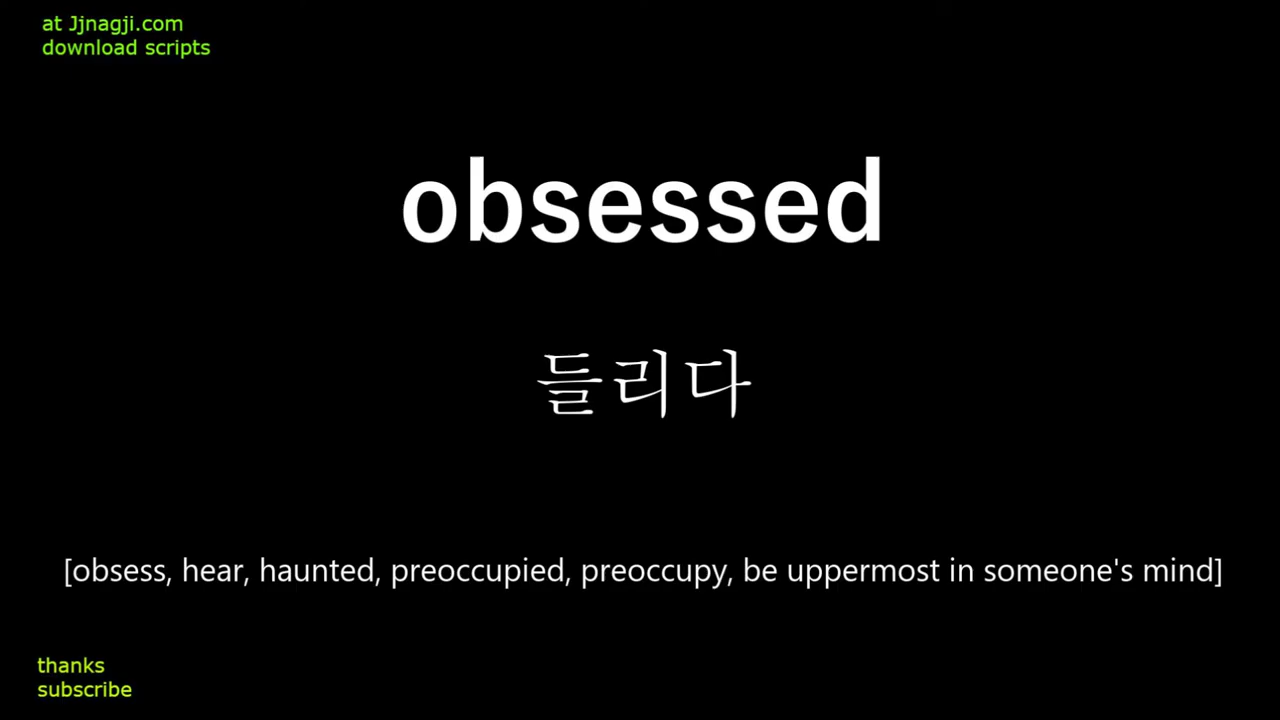 at Jjnagji.com
download scripts
obsessed
들리다
[obsess, hear, haunted, preoccupied, preoccupy, be uppermost in someone's mind]
thanks
subscribe